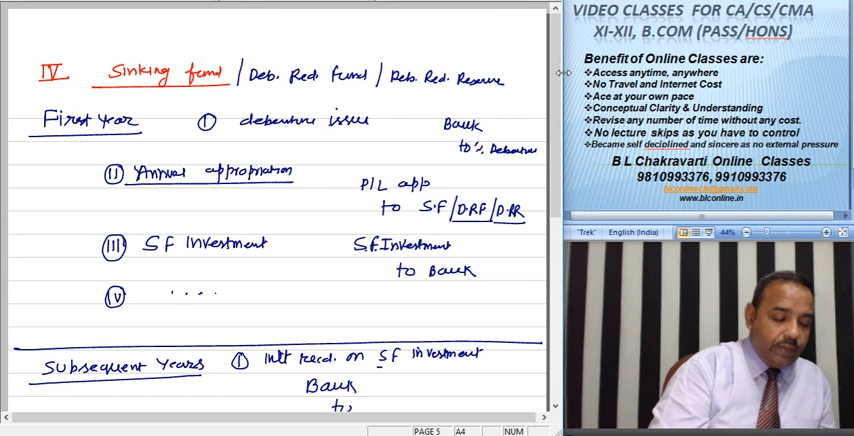 IV Sinking fund / Deb. Red. Fund / Deb. Red. Reserve
First Year I debenture issue
Bank
to % Debenture
II Annual appropriation
P/L app
to S.F / D.R.F / D.RR
III SF Investment S.F. Investment
to Bank
IV ....
Subsequent Years I Intt recd. on SF investment
Bank
to
PAGE 5 A4 NUM
VIDEO CLASSES FOR CA/CS/CMA
XI-XII, B.COM (PASS/HONS)
Benefit of Online Classes are:
❖Access anytime, anywhere
❖No Travel and Internet Cost
❖Ace at your own pace
❖Conceptual Clarity & Understanding
❖Revise any number of time without any cost.
❖No lecture skips as you have to control
❖Became self deciplined and sincere as no external pressure
B L Chakravarti Online Classes
9810993376, 9910993376
blconlinech@gmail.com
www.blconline.in
"Trek" English (India) 44%